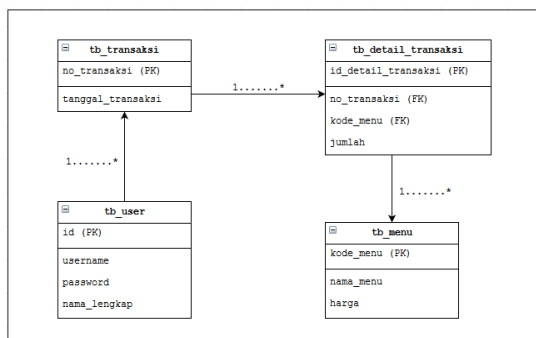 tb_transaksi
no_transaksi (PK)
tanggal_transaksi
1.......*
tb_detail_transaksi
id_detail_transaksi (PK)
no_transaksi (FK)
kode_menu (FK)
jumlah
1.......*
1.......*
tb_user
id (PK)
username
password
nama_lengkap
tb_menu
kode_menu (PK)
nama_menu
harga